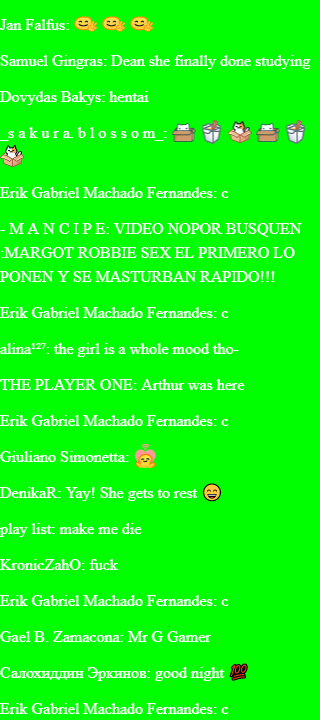 Jan Falfus: 🤗 🤗 🤗
Samuel Gingras: Dean she finally done studying
Dovydas Bakys: hentai
_s a k u r a. b l o s s o m_:
Erik Gabriel Machado Fernandes: c
- M A N C I P E: VIDEO NOPOR BUSQUEN
:MARGOT ROBBIE SEX EL PRIMERO LO
PONEN Y SE MASTURBAN RAPIDO!!!
Erik Gabriel Machado Fernandes: c
alina¹²⁷: the girl is a whole mood tho-
THE PLAYER ONE: Arthur was here
Erik Gabriel Machado Fernandes: c
Giuliano Simonetta:
DenikaR: Yay! She gets to rest 😄
play list: make me die
KronicZahO: fuck
Erik Gabriel Machado Fernandes: c
Gael B. Zamacona: Mr G Gamer
Салохиддин Эркинов: good night 💯
Erik Gabriel Machado Fernandes: c